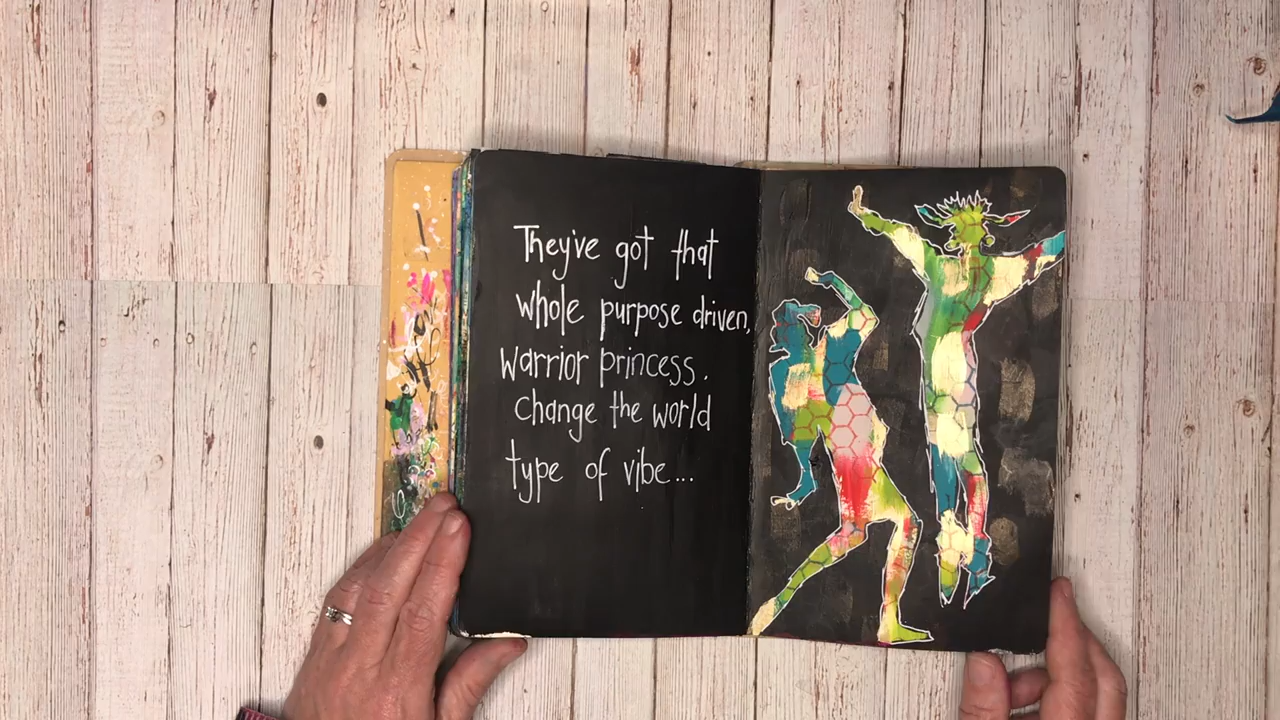 They've got that
whole purpose driven,
warrior princess.
Change the world
type of vibe...